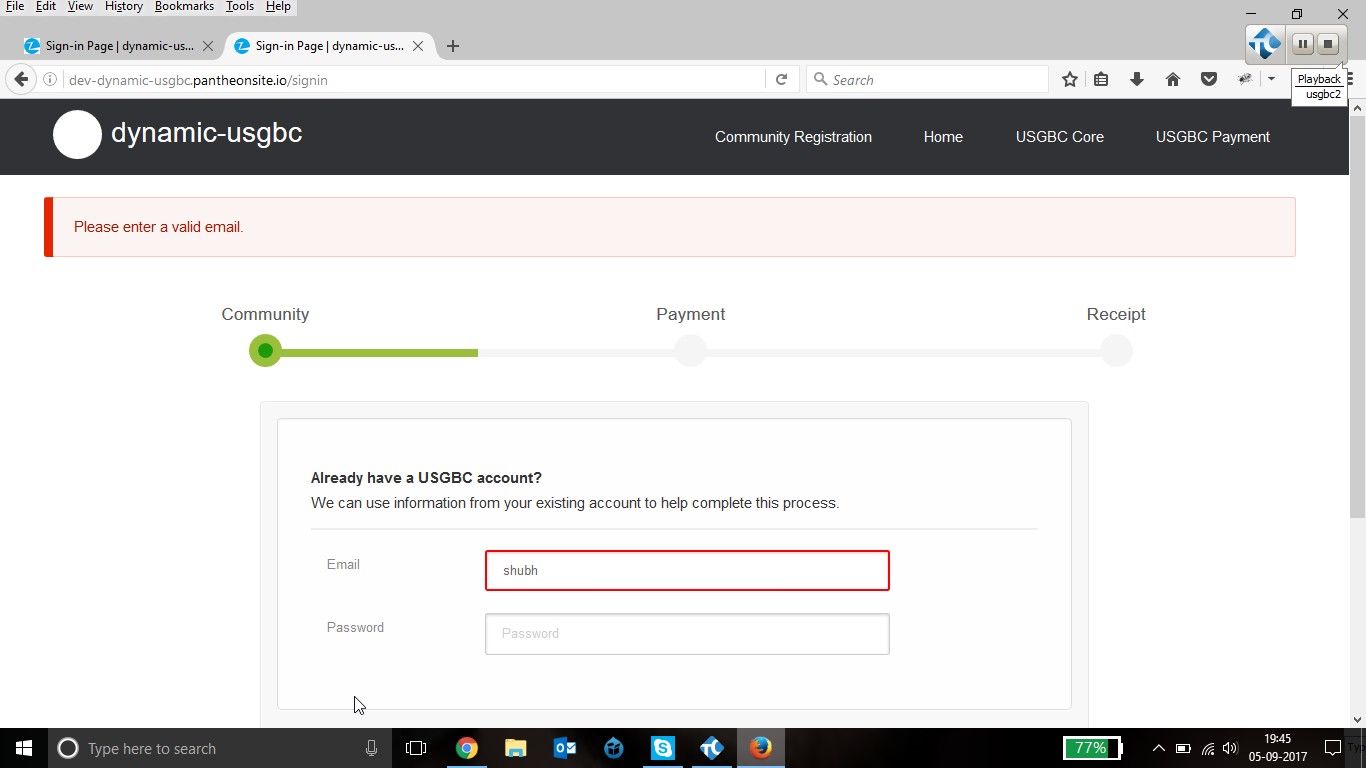 File Edit View History Bookmarks Tools Help
Sign-in Page | dynamic-us...
Sign-in Page | dynamic-us...
dev-dynamic-usgbc.pantheonsite.io/signin
Search
Playback
usgbc2
dynamic-usgbc
Community Registration Home USGBC Core USGBC Payment
Please enter a valid email.
Community Payment Receipt
Already have a USGBC account?
We can use information from your existing account to help complete this process.
Email shubh
Password Password
Type here to search
77%
19:45
05-09-2017